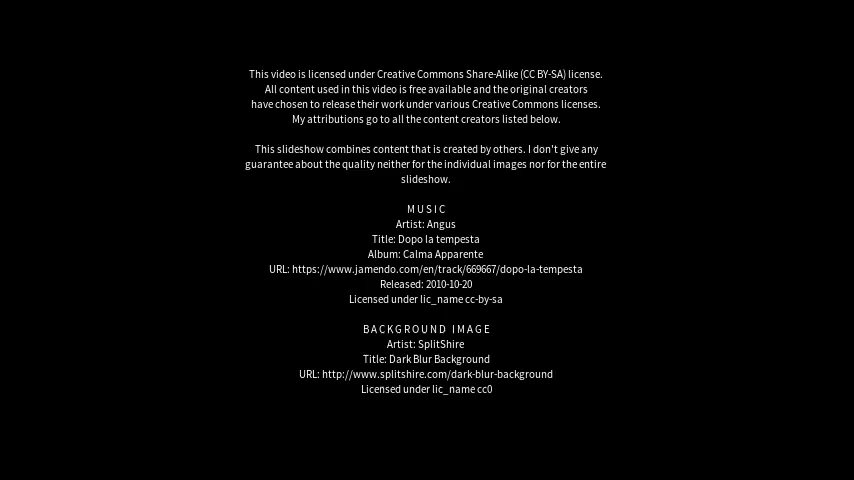 This video is licensed under Creative Commons Share-Alike (CC BY-SA) license.
All content used in this video is free available and the original creators
have chosen to release their work under various Creative Commons licenses.
My attributions go to all the content creators listed below.
This slideshow combines content that is created by others. I don't give any
guarantee about the quality neither for the individual images nor for the entire
slideshow.
MUSIC
Artist: Angus
Title: Dopo la tempesta
Album: Calma Apparente
URL: https://www.jamendo.com/en/track/669667/dopo-la-tempesta
Released: 2010-10-20
Licensed under lic_name cc-by-sa
BACKGROUND IMAGE
Artist: SplitShire
Title: Dark Blur Background
URL: http://www.splitshire.com/dark-blur-background
Licensed under lic_name cc0